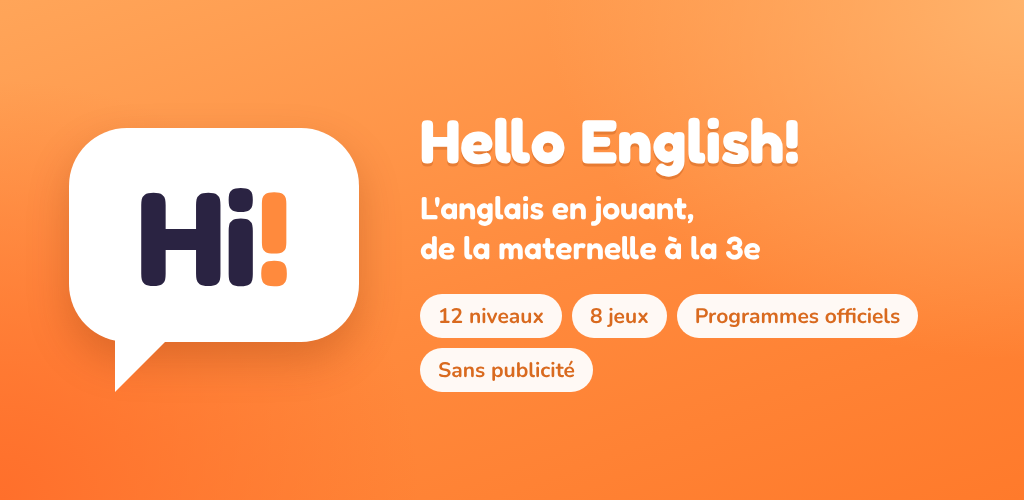 Hi!
Hello English!
L'anglais en jouant,
de la maternelle à la 3e
12 niveaux
8 jeux
Programmes officiels
Sans publicité